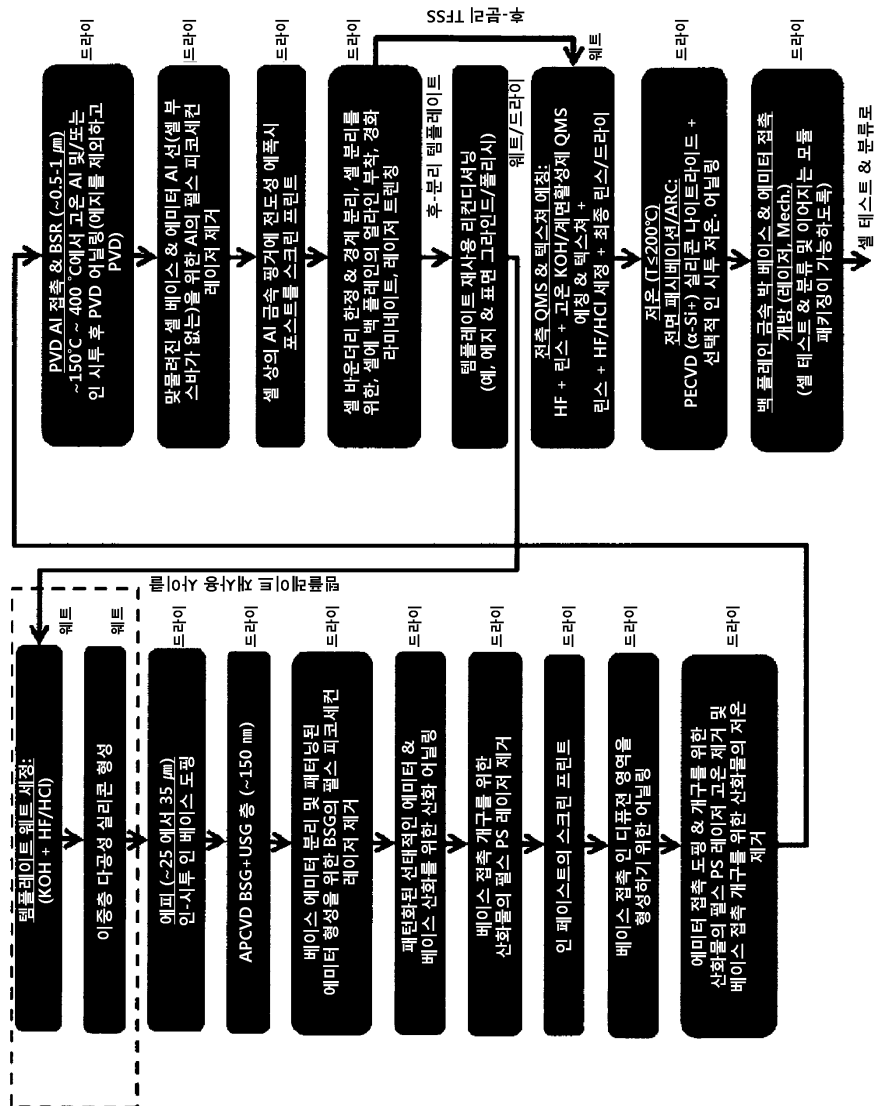 템플레이트 웨트 세정:
(KOH + HF/HCl)
웨트
이중층 다공성 실리콘 형성
웨트
에피 (~25 에서 35 ㎛)
인-시투 인 베이스 도핑
드라이
APCVD BSG+USG 층 (~150 ㎚)
드라이
베이스 에미터 분리 및 패터닝된
에미터 형성을 위한 BSG의 펄스 피코세컨
레이저 제거
드라이
패턴화된 선택적인 에미터 &
베이스 산화를 위한 산화 어닐링
드라이
베이스 접촉 개구를 위한
산화물의 펄스 PS 레이저 제거
드라이
인 페이스트의 스크린 프린트
드라이
베이스 접촉 인 디퓨전 영역을
형성하기 위한 어닐링
드라이
에미터 접촉 도핑 & 개구를 위한
산화물의 펄스 PS 레이저 고온 제거 및
베이스 접촉 개구를 위한 산화물의 저온
제거
드라이
템플레이트 재사용 사이클
PVD Al 접촉 & BSR (~0.5-1 ㎛)
~150℃ ~ 400 ℃에서 고온 Al 및/또는
인 시투 후 PVD 어닐링(에지를 제외하고
PVD)
드라이
맞물려진 셀 베이스 & 에미터 Al 선(셀 부
스바가 없는)을 위한 Al의 펄스 피코세컨
레이저 제거
드라이
셀 상의 Al 금속 핑거에 전도성 에폭시
포스트를 스크린 프린트
드라이
셀 바운더리 한정 & 경계 분리, 셀 분리를
위한, 셀에 백 플레인의 얼라인 부착, 경화
라미네이트, 레이저 트렌칭
드라이
후-분리 TFSS
후-분리 템플레이트
템플레이트 재사용 리컨디셔닝
(예, 에지 & 표면 그라인드/폴리시)
웨트/드라이
전측 QMS & 텍스쳐 에칭:
HF + 린스 + 고온 KOH/계면활성제 QMS
에칭 & 텍스쳐 +
린스 + HF/HCl 세정 + 최종 린스/드라이
웨트
저온 (T≤200℃)
전면 패시베이션/ARC:
PECVD (α-Si+) 실리콘 나이트라이드 +
선택적 인 시투 저온· 어닐링
드라이
백 플레인 금속 박 베이스 & 에미터 접촉
개방 (레이저, Mech.)
(셀 테스트 & 분류 및 이어지는 모듈
패키징이 가능하도록)
드라이
셀 테스트 & 분류로